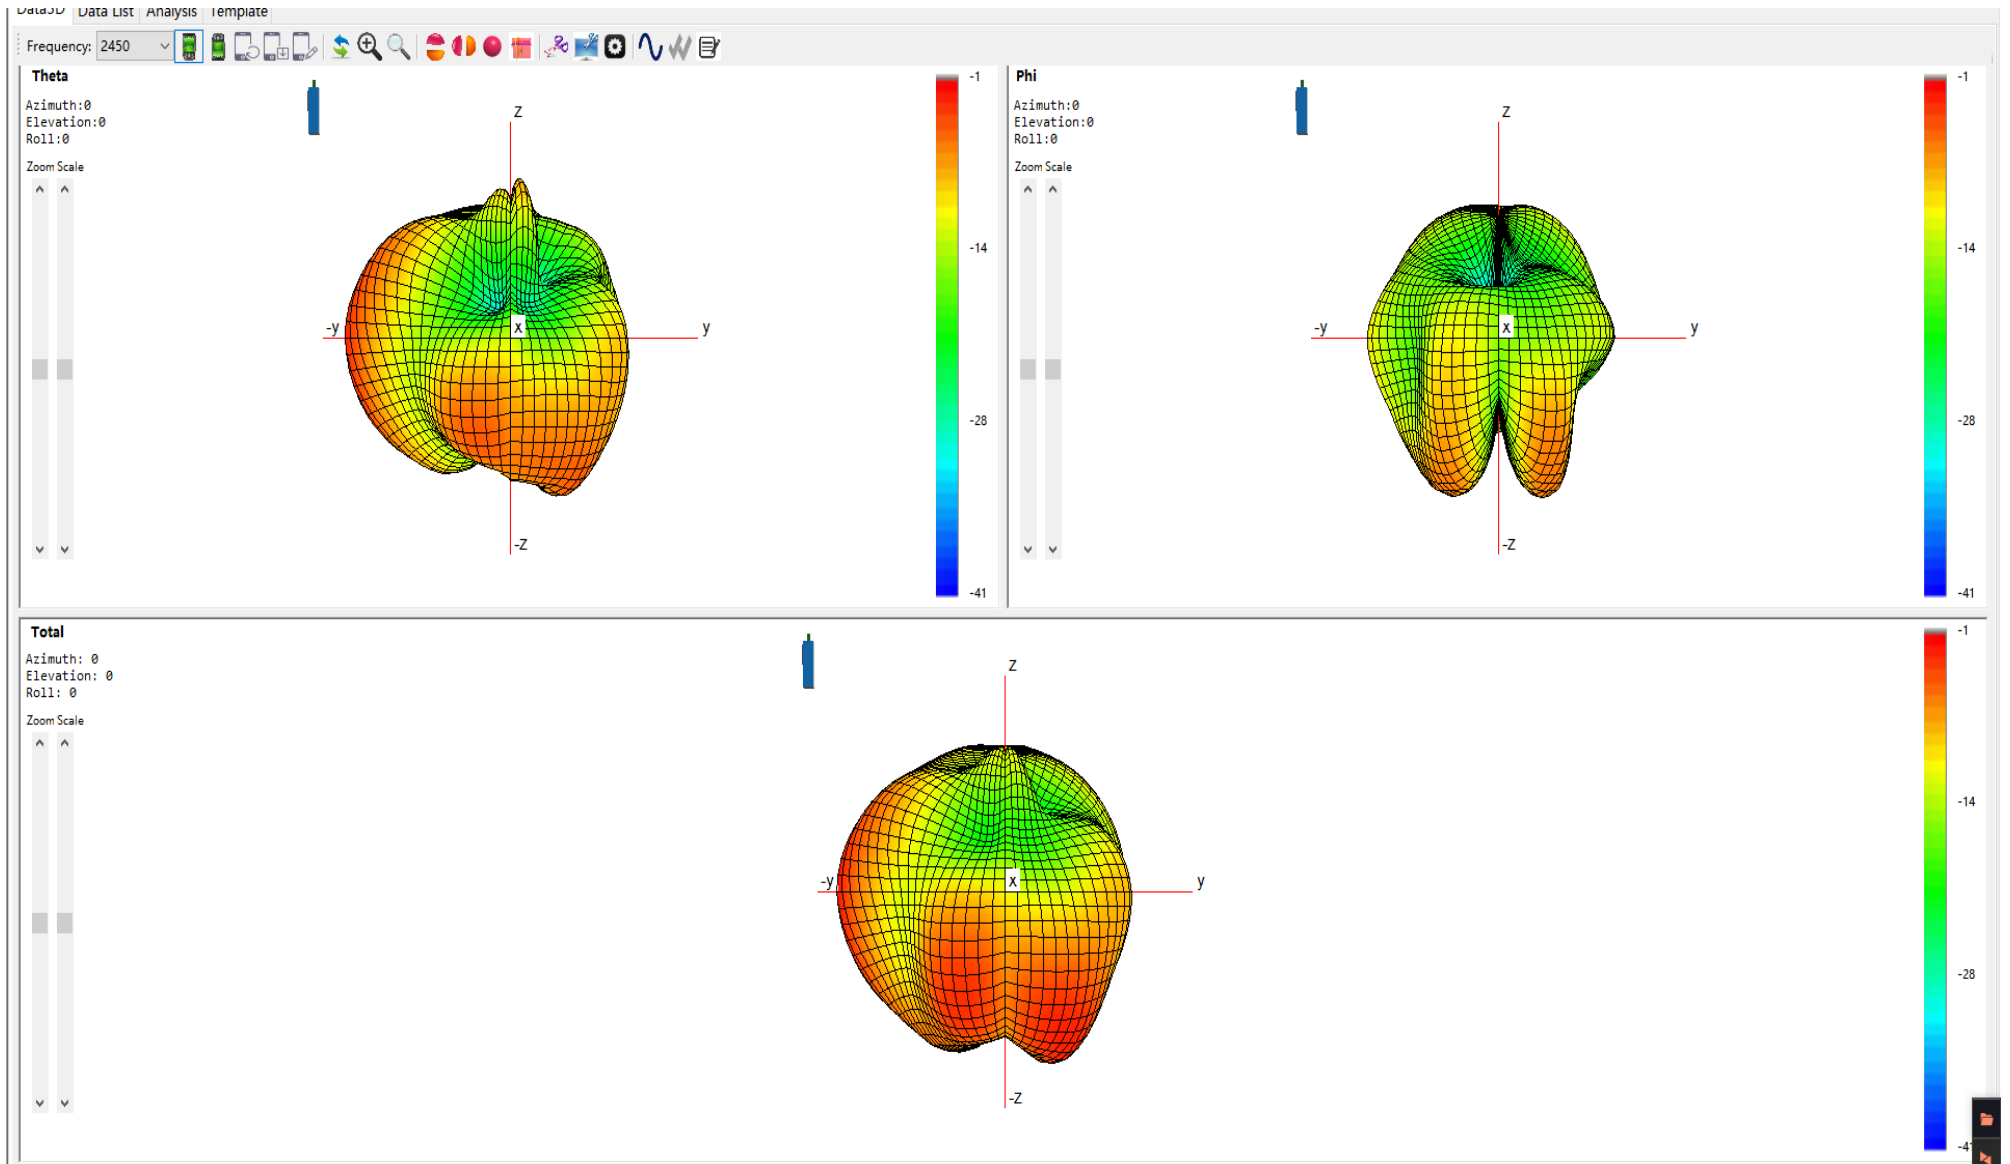 Data3D Data List Analysis Template
Frequency: 2450
Theta
Azimuth:0
Elevation:0
Roll:0
Zoom Scale
Z
-y
x
y
-Z
-1
-14
-28
-41
Phi
Azimuth:0
Elevation:0
Roll:0
Zoom Scale
Z
-y
x
y
-Z
-1
-14
-28
-41
Total
Azimuth: 0
Elevation: 0
Roll: 0
Zoom Scale
Z
-y
x
y
-Z
-1
-14
-28